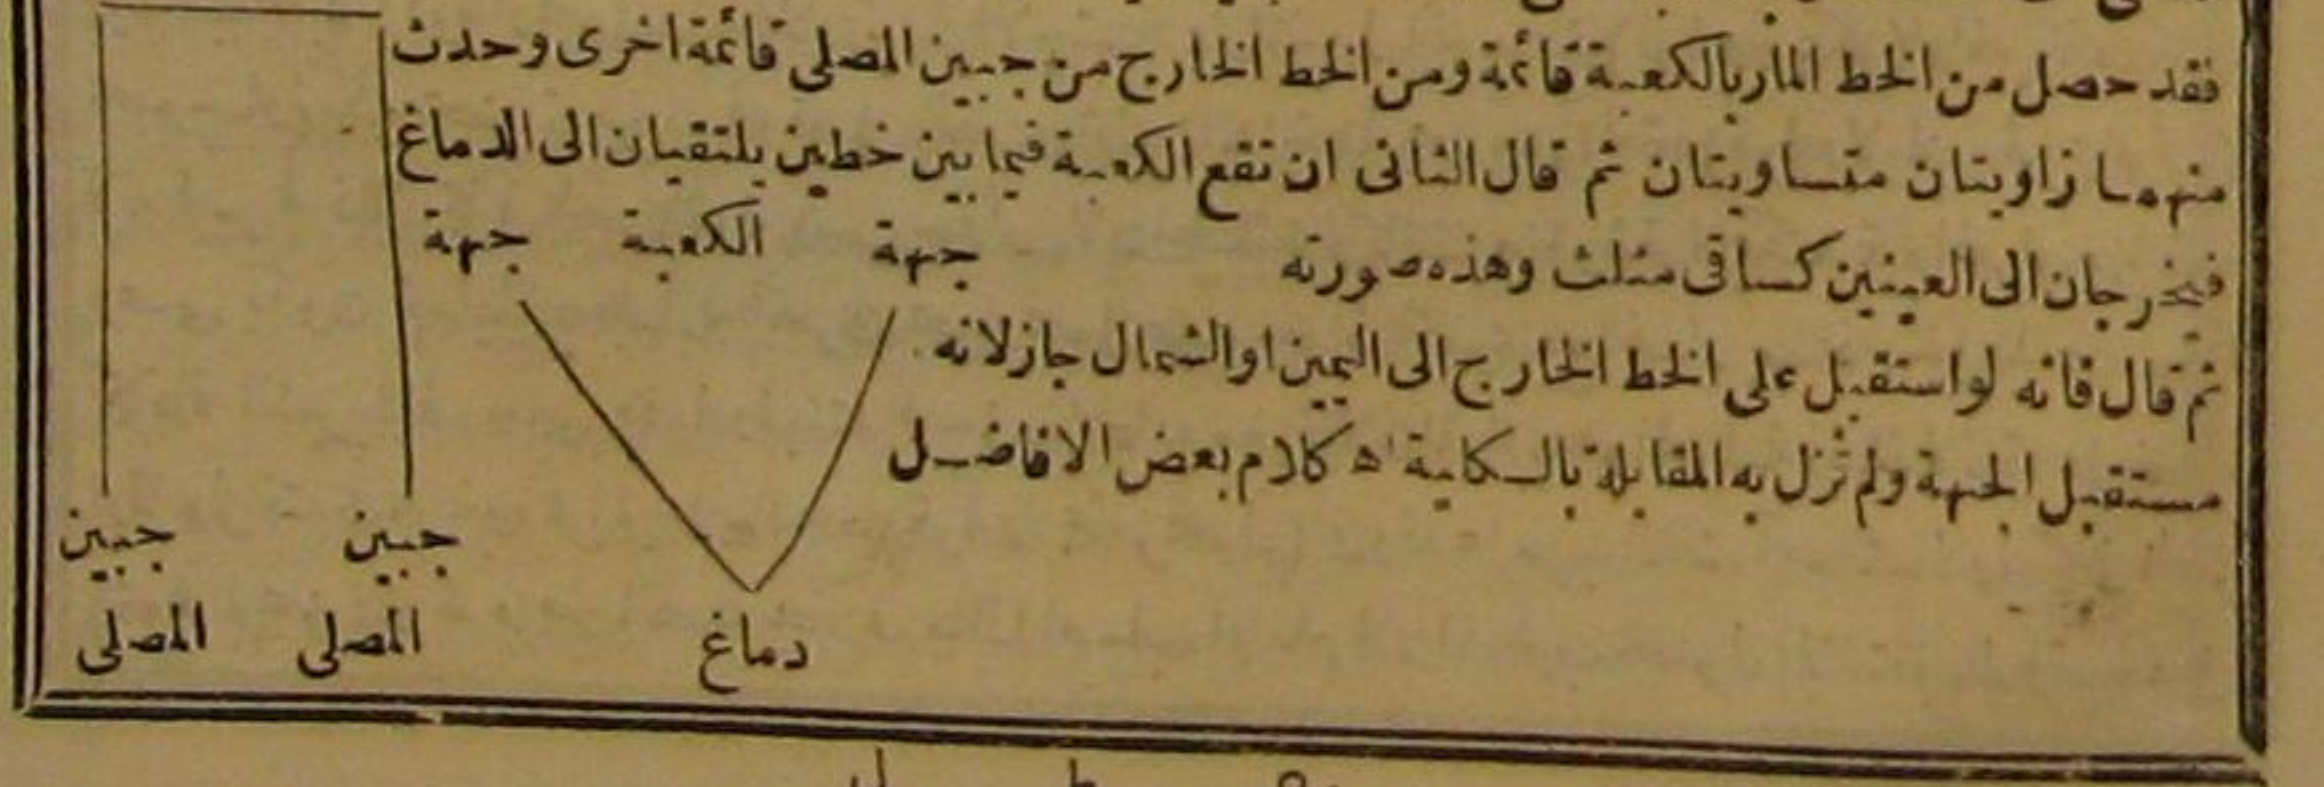 فقد حصل من الخط المار بالكعبة قائمة ومن الخط الخارج من جبين المصلى قائمة اخرى وحدث
منهما زاويتان متساويتان ثم قال الثانى ان تقع الكعبة فيما بين خطين يلتقيان الى الدماغ
فيخرجان الى العينين كساقى مثلث وهذه صورته
جهة الكعبة جهة
ثم قال فانه لو استقبل على الخط الخارج الى اليمين او الشمال جاز لانه
مستقبل الجهة ولم تزل به المقابلة بالكلية اه كلام بعض الافاضل
جبين جبين
المصلى المصلى
دماغ